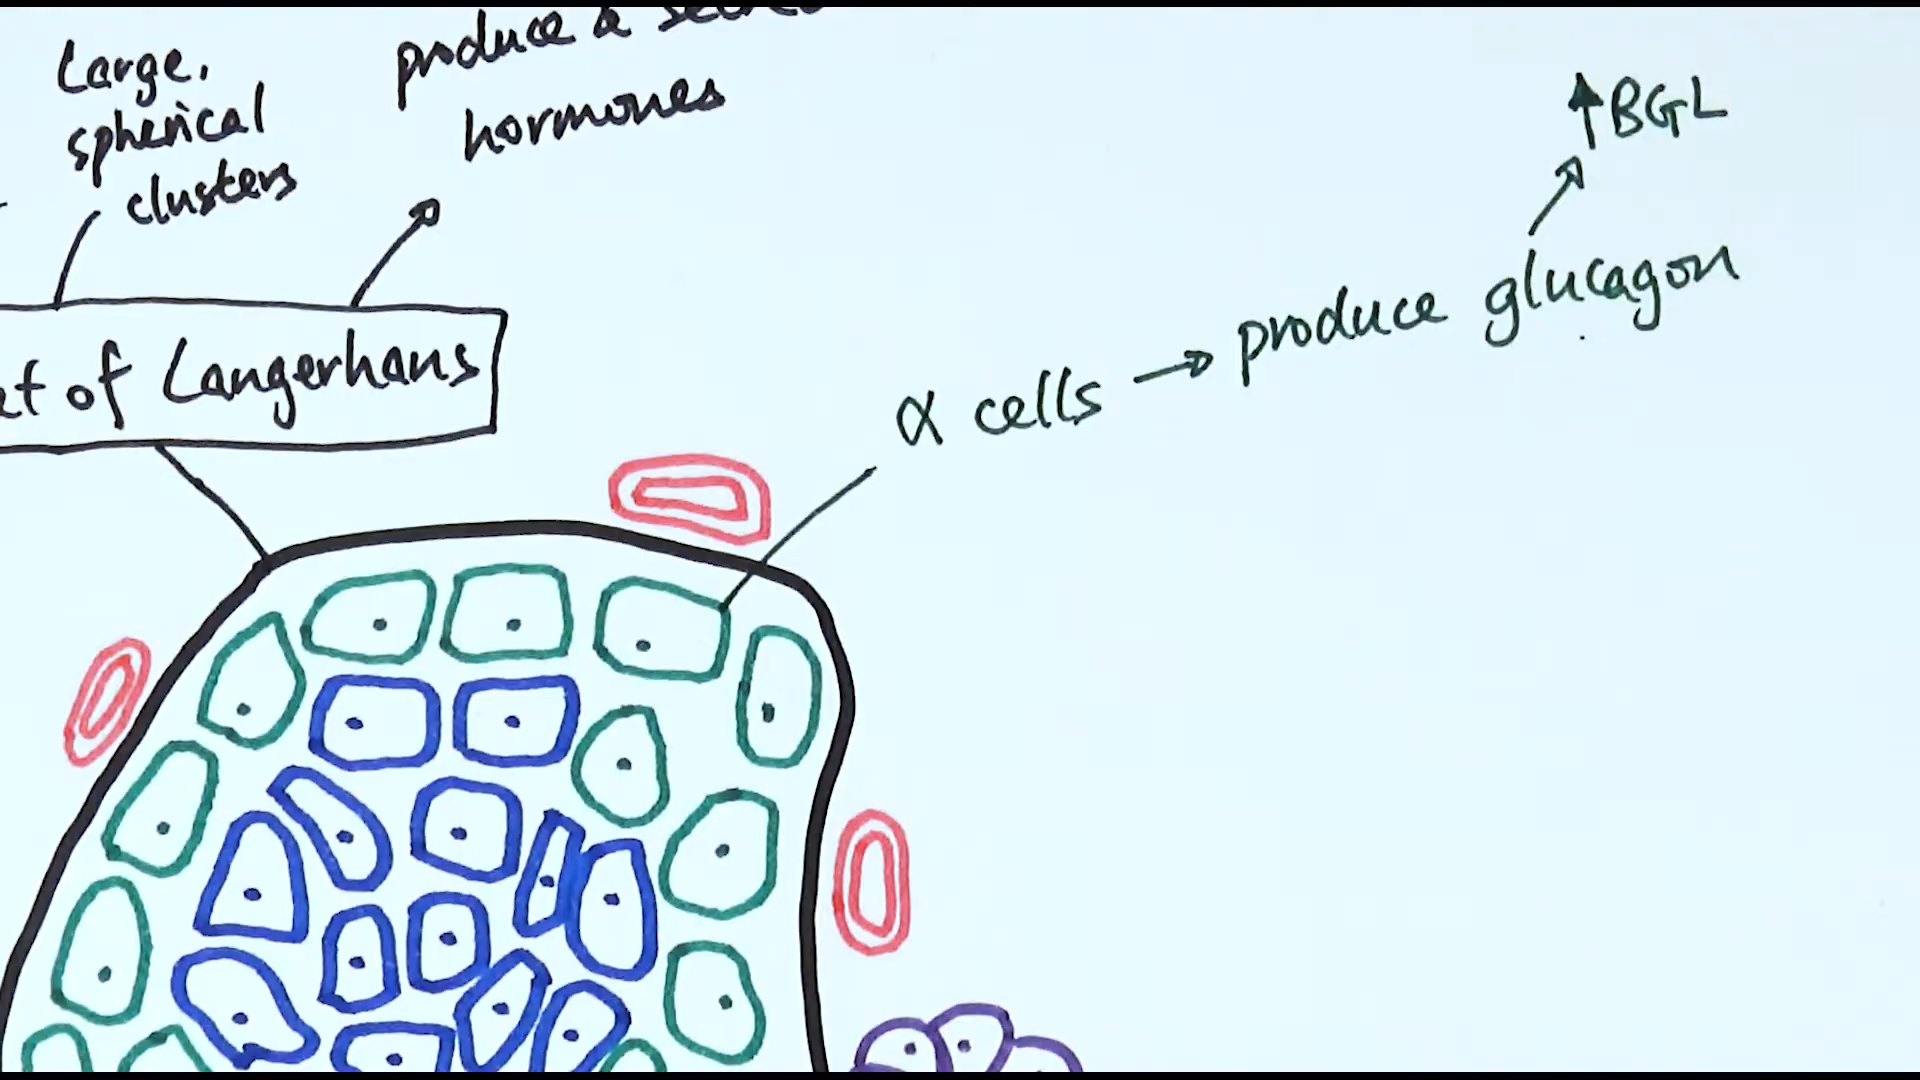 Large.
spherical
clusters
produce &
hormones
↑BGL
et of Langerhans
α cells → produce glucagon